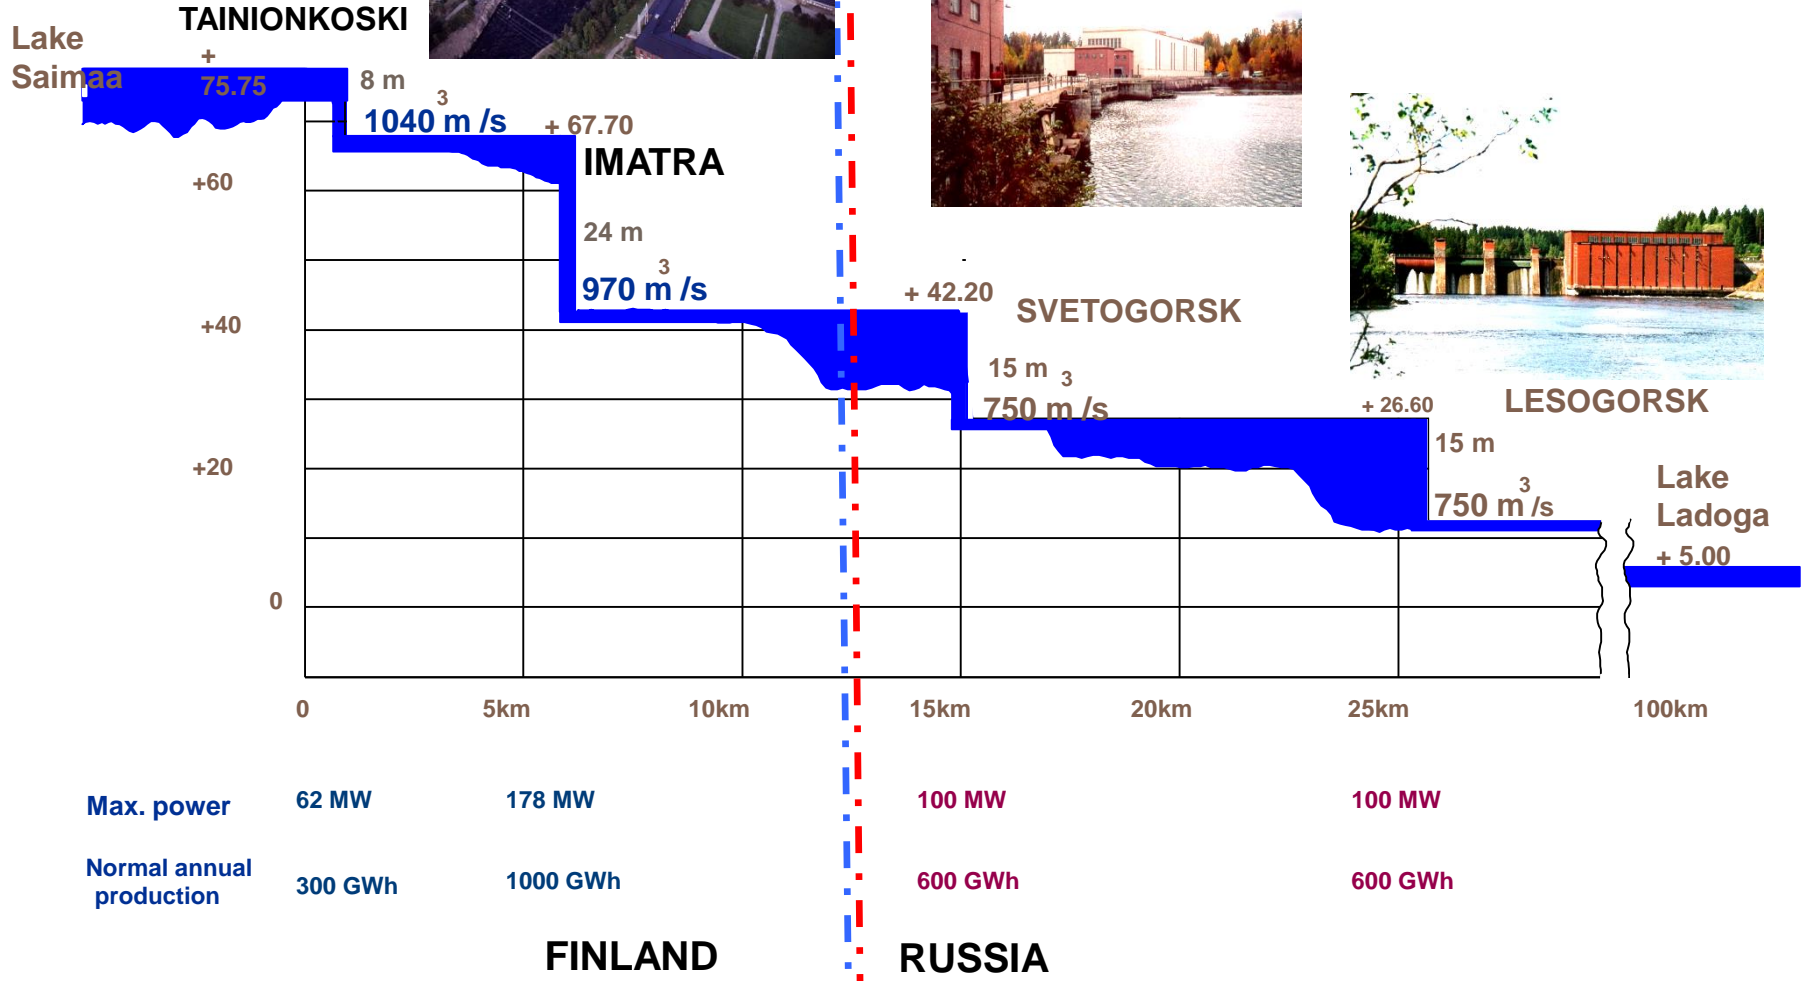 TAINIONKOSKI
Lake
Saimaa
+
75.75
8 m
1040 m³/s
+ 67.70
IMATRA
+60
24 m
970 m³/s
+ 42.20
SVETOGORSK
+40
15 m
750 m³/s
+ 26.60
LESOGORSK
15 m
+20
750 m³/s
Lake
Ladoga
+ 5.00
0
0 5km 10km 15km 20km 25km 100km
Max. power 62 MW 178 MW 100 MW 100 MW
Normal annual
production 300 GWh 1000 GWh 600 GWh 600 GWh
FINLAND RUSSIA